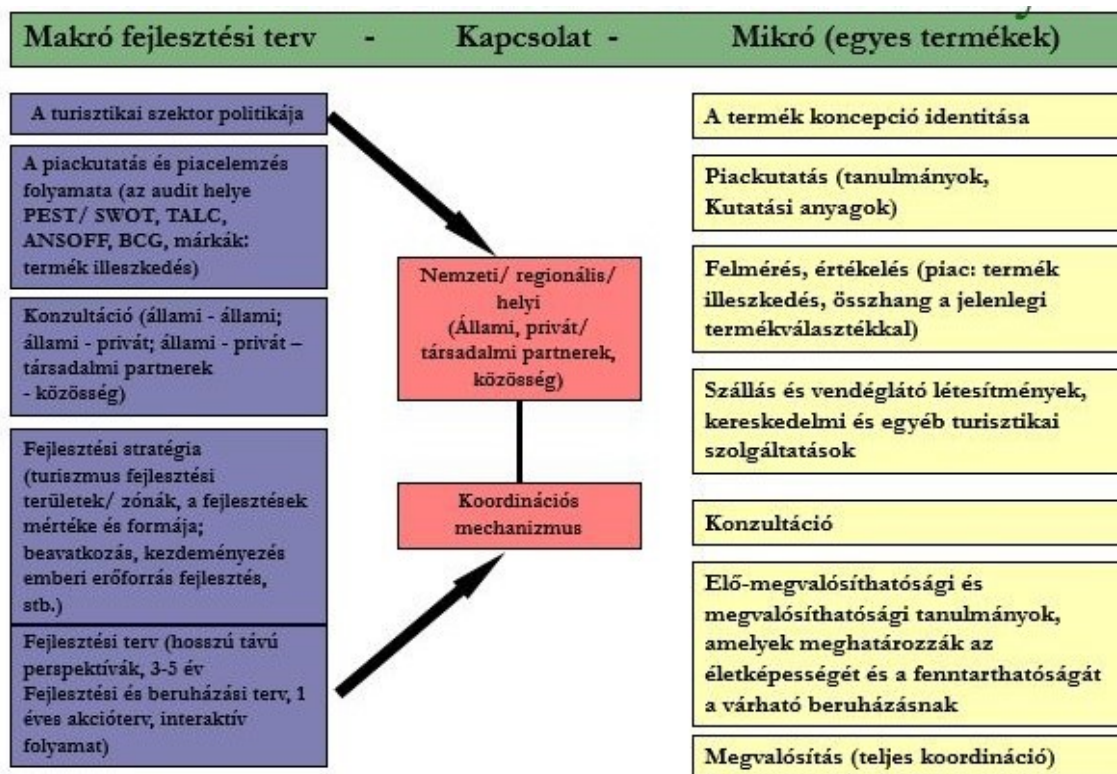 Makró fejlesztési terv - Kapcsolat - Mikró (egyes termékek)
A turisztikai szektor politikája
A piackutatás és piacelemzés
folyamata (az audit helye
PEST/ SWOT, TALC,
ANSOFF, BCG, márkák:
termék illeszkedés)
Konzultáció (állami - állami;
állami - privát; állami - privát –
társadalmi partnerek
- közösség)
Fejlesztési stratégia
(turizmus fejlesztési
területek/ zónák, a fejlesztések
mértéke és formája;
beavatkozás, kezdeményezés
emberi erőforrás fejlesztés,
stb.)
Fejlesztési terv (hosszú távú
perspektívák, 3-5 év
Fejlesztési és beruházási terv, 1
éves akcióterv, interaktív
folyamat)
Nemzeti/ regionális/
helyi
(Állami, privát/
társadalmi partnerek,
közösség)
Koordinációs
mechanizmus
A termék koncepció identitása
Piackutatás (tanulmányok,
Kutatási anyagok)
Felmérés, értékelés (piac: termék
illeszkedés, összhang a jelenlegi
termékválasztékkal)
Szállás és vendéglátó létesítmények,
kereskedelmi és egyéb turisztikai
szolgáltatások
Konzultáció
Elő-megvalósíthatósági és
megvalósíthatósági tanulmányok,
amelyek meghatározzák az
életképességét és a fenntarthatóságát
a várható beruházásnak
Megvalósítás (teljes koordináció)